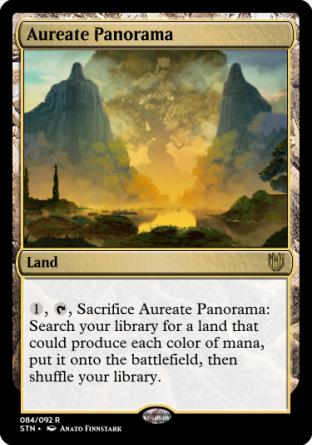 Aureate Panorama
Land
1, T, Sacrifice Aureate Panorama:
Search your library for a land that
could produce each color of mana,
put it onto the battlefield, then
shuffle your library.
084/092 R
STN • Anato Finnstark